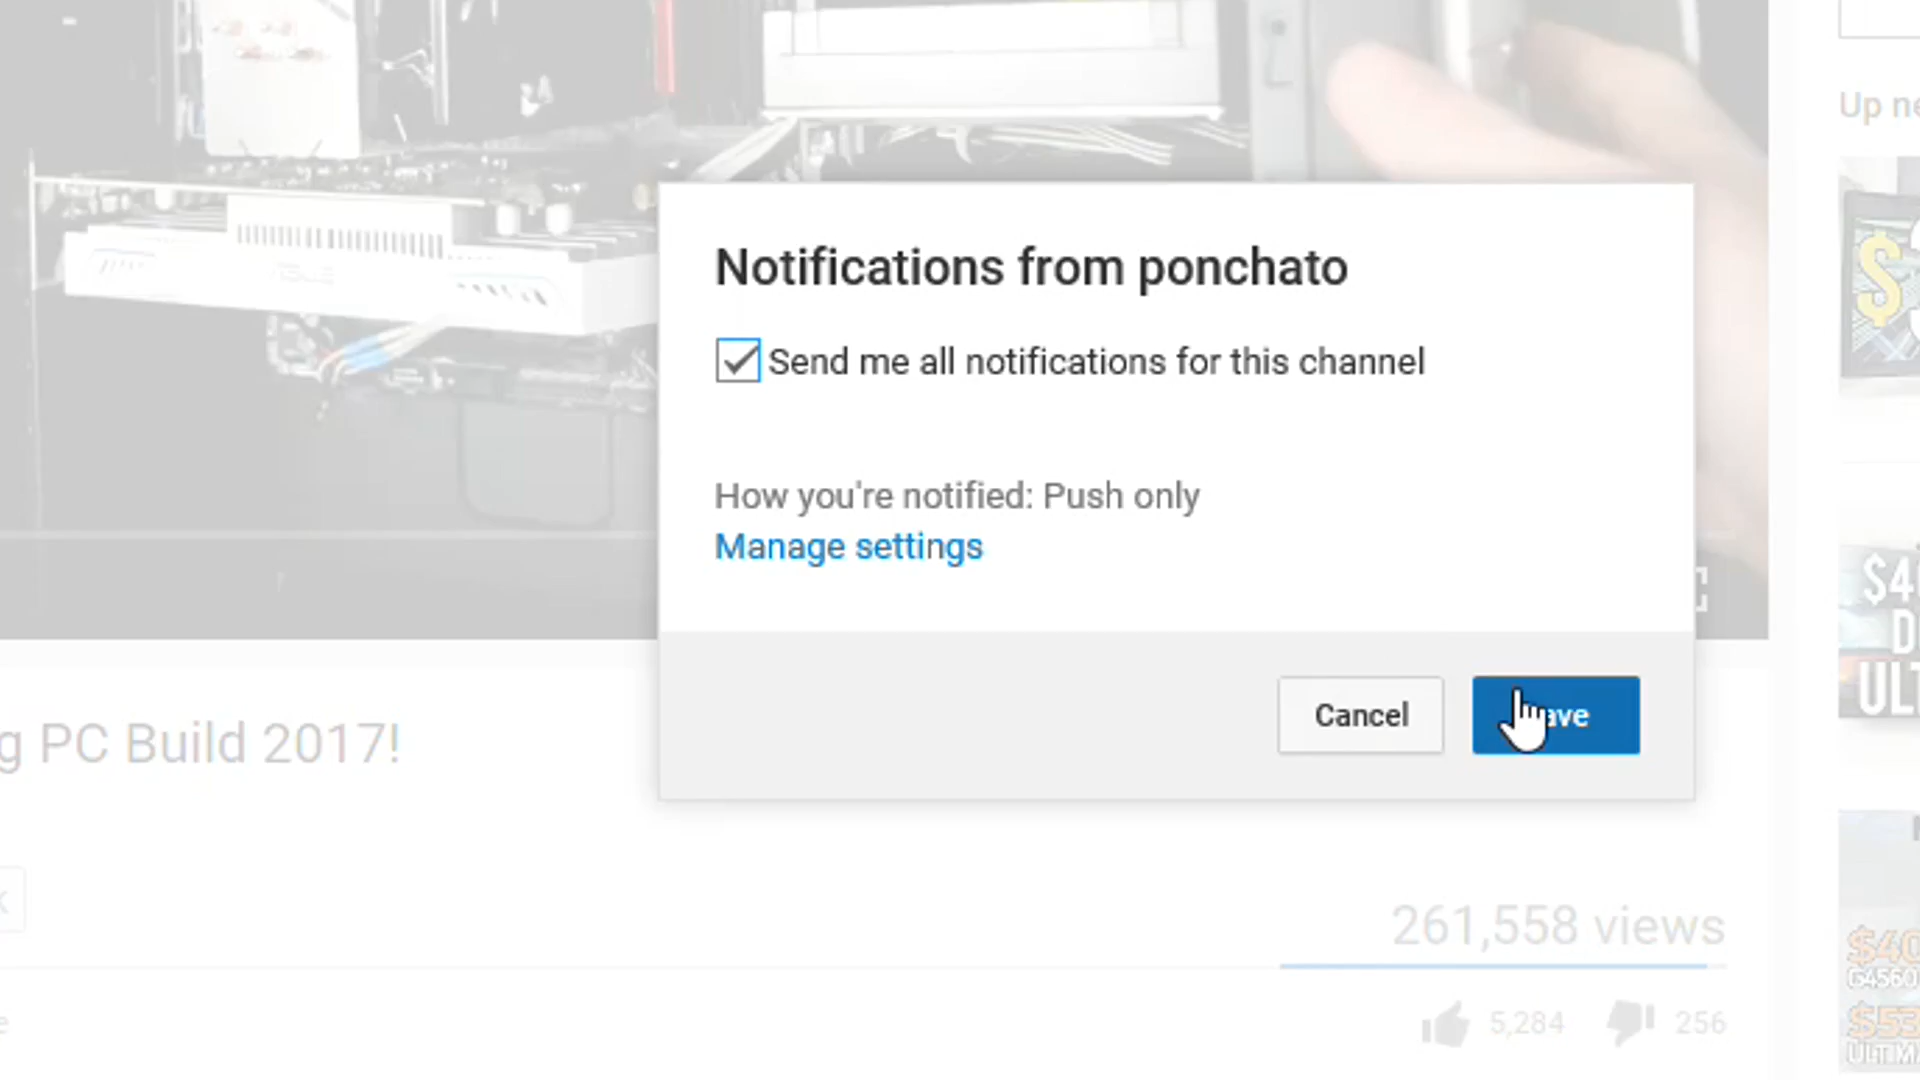 Up
Notifications from ponchato
Send me all notifications for this channel
$
How you're notified: Push only
Manage settings
Cancel
PC Build 2017!
261,558 views
5,284
256
G4560